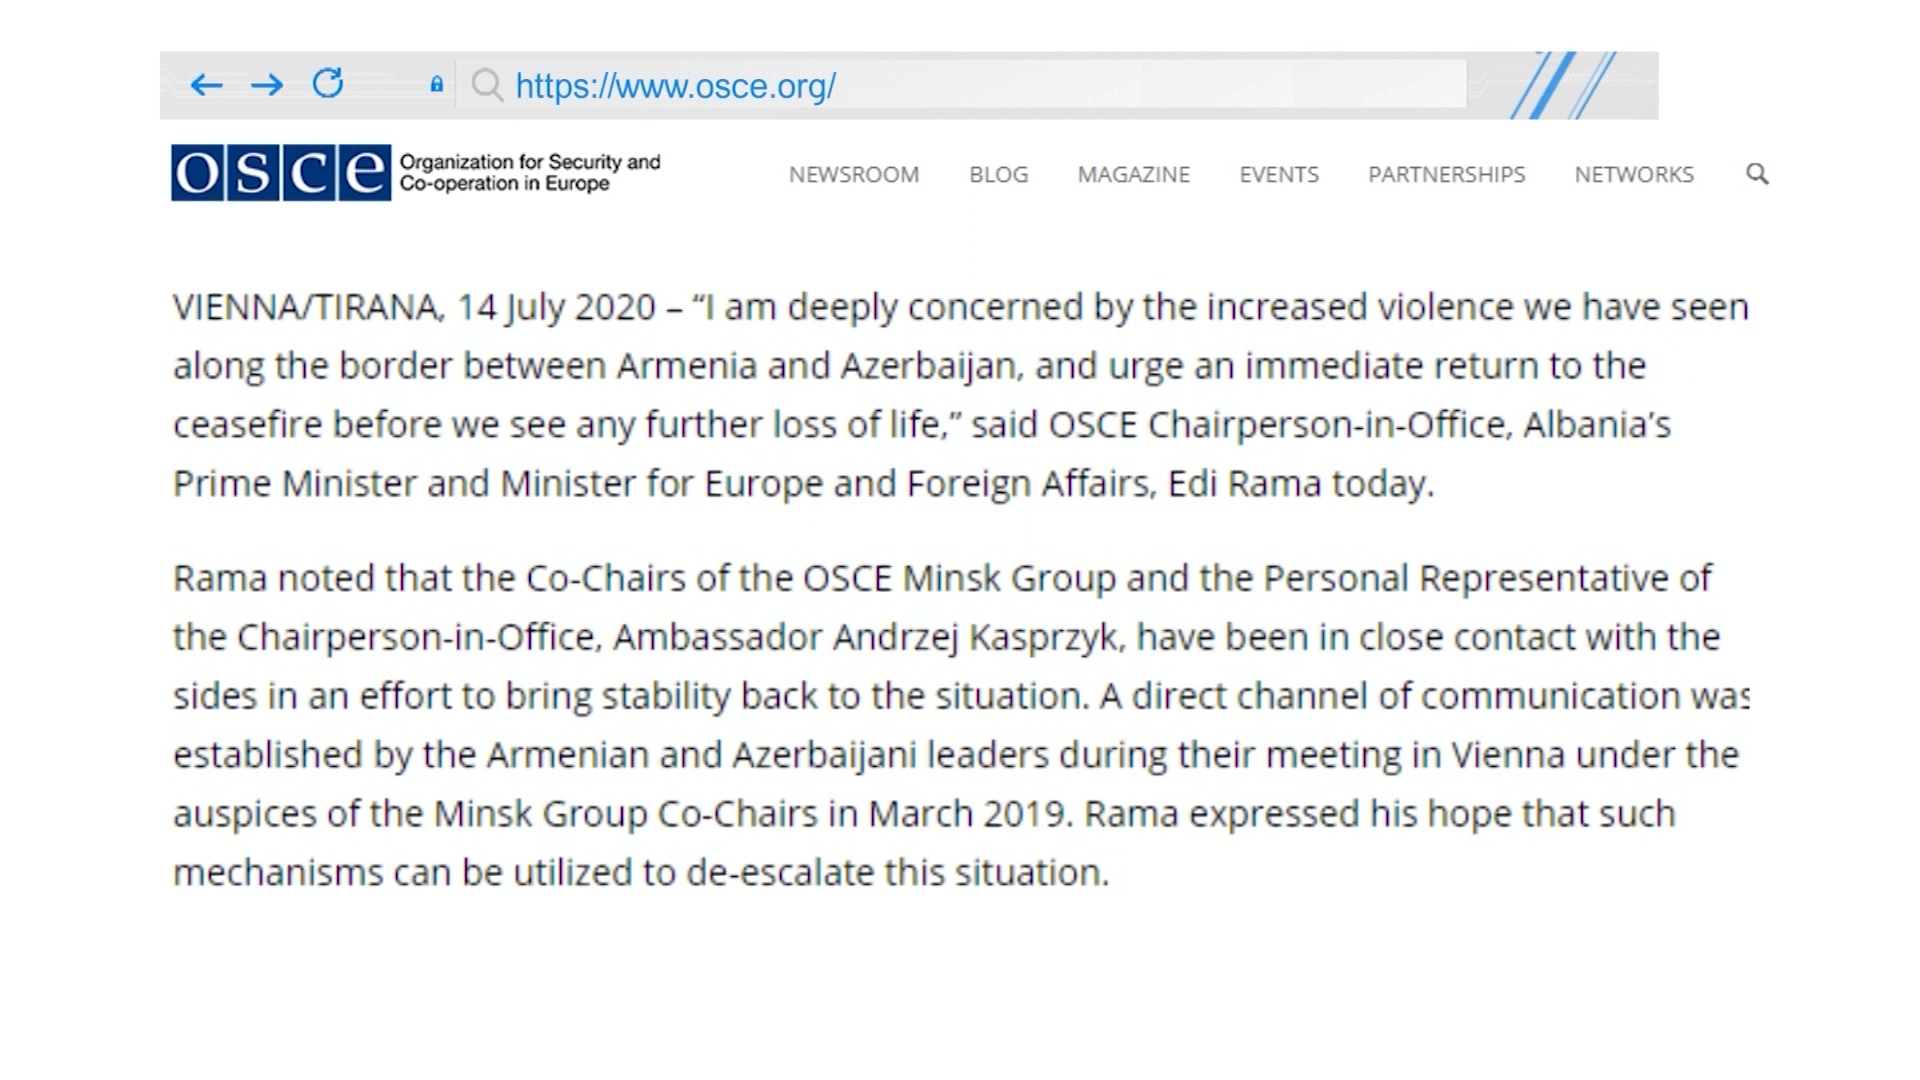 https://www.osce.org/
osce Organization for Security and
Co-operation in Europe
NEWSROOM BLOG MAGAZINE EVENTS PARTNERSHIPS NETWORKS
VIENNA/TIRANA, 14 July 2020 – “I am deeply concerned by the increased violence we have seen
along the border between Armenia and Azerbaijan, and urge an immediate return to the
ceasefire before we see any further loss of life,” said OSCE Chairperson-in-Office, Albania’s
Prime Minister and Minister for Europe and Foreign Affairs, Edi Rama today.
Rama noted that the Co-Chairs of the OSCE Minsk Group and the Personal Representative of
the Chairperson-in-Office, Ambassador Andrzej Kasprzyk, have been in close contact with the
sides in an effort to bring stability back to the situation. A direct channel of communication was
established by the Armenian and Azerbaijani leaders during their meeting in Vienna under the
auspices of the Minsk Group Co-Chairs in March 2019. Rama expressed his hope that such
mechanisms can be utilized to de-escalate this situation.